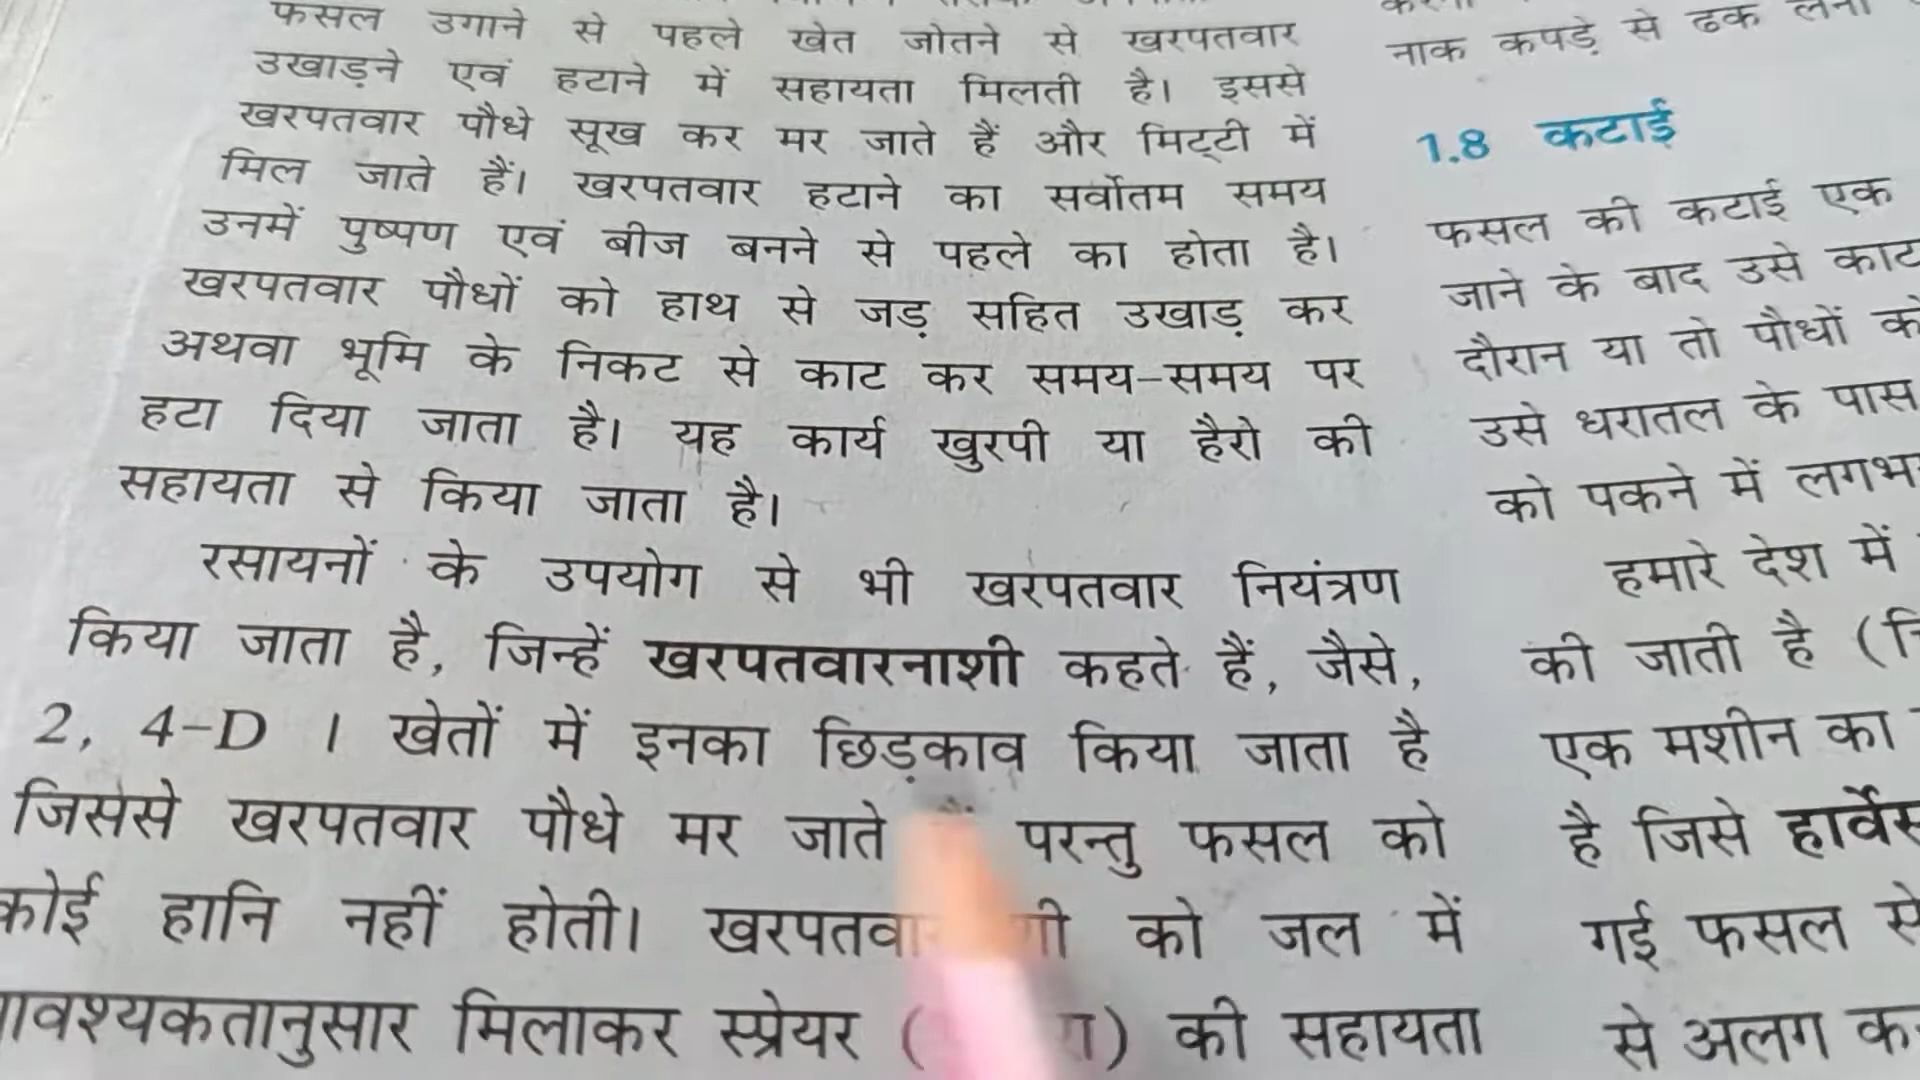 फसल उगाने से पहले खेत जोतने से खरपतवार
उखाड़ने एवं हटाने में सहायता मिलती है। इससे
खरपतवार पौधे सूख कर मर जाते हैं और मिट्टी में
मिल जाते हैं। खरपतवार हटाने का सर्वोतम समय
उनमें पुष्पण एवं बीज बनने से पहले का होता है।
खरपतवार पौधों को हाथ से जड़ सहित उखाड़ कर
अथवा भूमि के निकट से काट कर समय-समय पर
हटा दिया जाता है। यह कार्य खुरपी या हैरो की
सहायता से किया जाता है।
रसायनों के उपयोग से भी खरपतवार नियंत्रण
किया जाता है, जिन्हें खरपतवारनाशी कहते हैं, जैसे,
2, 4-D । खेतों में इनका छिड़काव किया जाता है
जिससे खरपतवार पौधे मर जाते परन्तु फसल को
कोई हानि नहीं होती। को जल में
मिलाकर स्प्रेयर की सहायता
नाक कपड़े से ढक लेना
1.8 कटाई
फसल की कटाई एक
जाने के बाद उसे काट
दौरान या तो पौधों को
उसे धरातल के पास
को पकने में
हमारे देश में
की जाती है
एक मशीन का
है जिसे
गई फसल से
से अलग